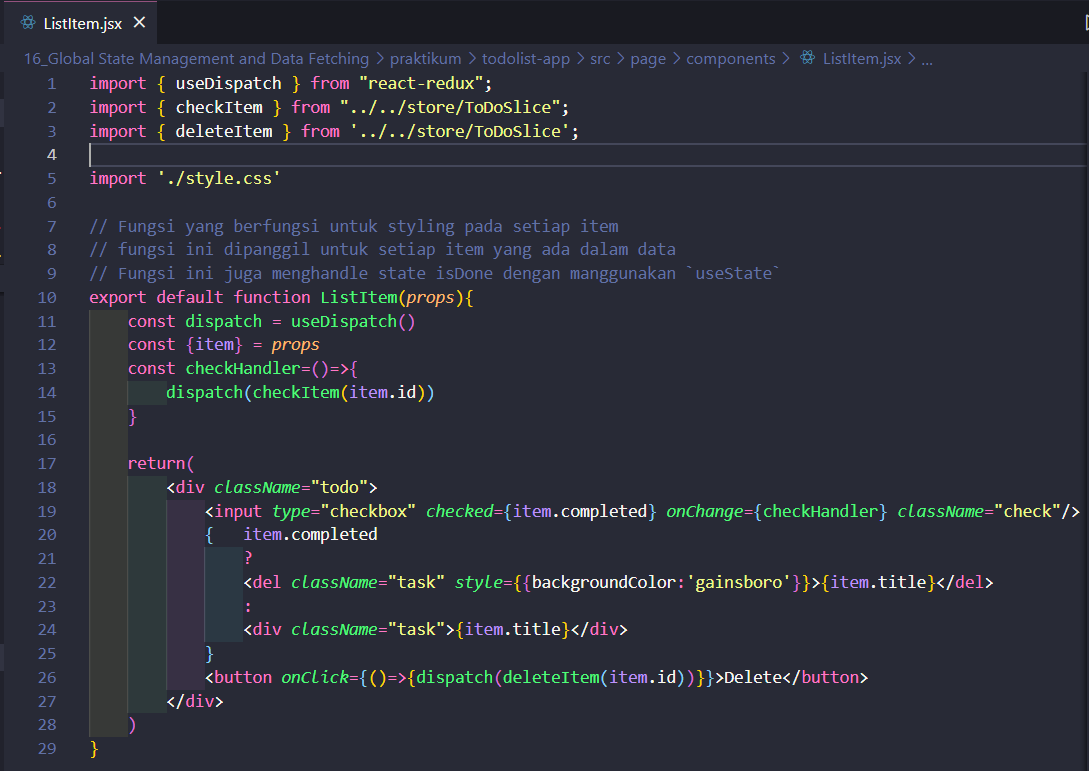 ListItem.jsx ×
16_Global State Management and Data Fetching > praktikum > todolist-app > src > page > components > ListItem.jsx > ...
1 import { useDispatch } from "react-redux";
2 import { checkItem } from "../../store/ToDoSlice";
3 import { deleteItem } from '../../store/ToDoSlice';
4
5 import './style.css'
6
7 // Fungsi yang berfungsi untuk styling pada setiap item
8 // fungsi ini dipanggil untuk setiap item yang ada dalam data
9 // Fungsi ini juga menghandle state isDone dengan manggunakan `useState`
10 export default function ListItem(props){
11     const dispatch = useDispatch()
12     const {item} = props
13     const checkHandler=()=>{
14         dispatch(checkItem(item.id))
15     }
16
17     return(
18         <div className="todo">
19             <input type="checkbox" checked={item.completed} onChange={checkHandler} className="check"/>
20             {   item.completed
21                 ?
22                 <del className="task" style={{backgroundColor:'gainsboro'}}>{item.title}</del>
23                 :
24                 <div className="task">{item.title}</div>
25             }
26             <button onClick={()=>{dispatch(deleteItem(item.id))}}>Delete</button>
27         </div>
28     )
29 }